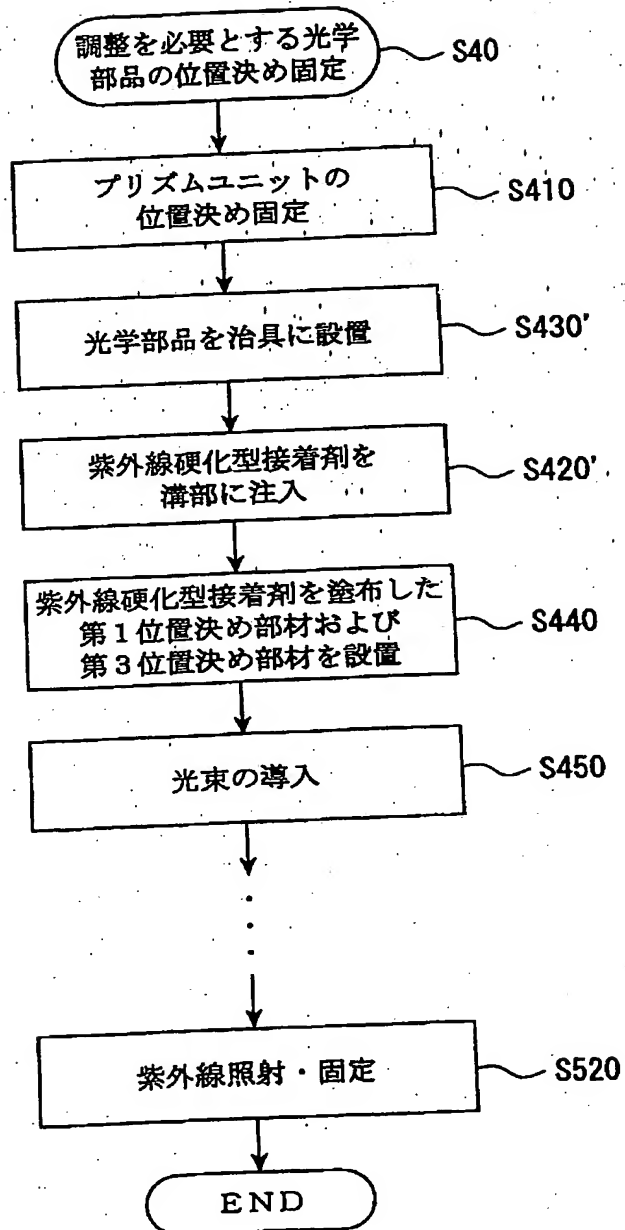 調整を必要とする光学
部品の位置決め固定
S40
プリズムユニットの
位置決め固定
S410
光学部品を治具に設置
S430'
紫外線硬化型接着剤を
溝部に注入
S420'
紫外線硬化型接着剤を塗布した
第1位置決め部材および
第3位置決め部材を設置
S440
光束の導入
S450
紫外線照射・固定
S520
END